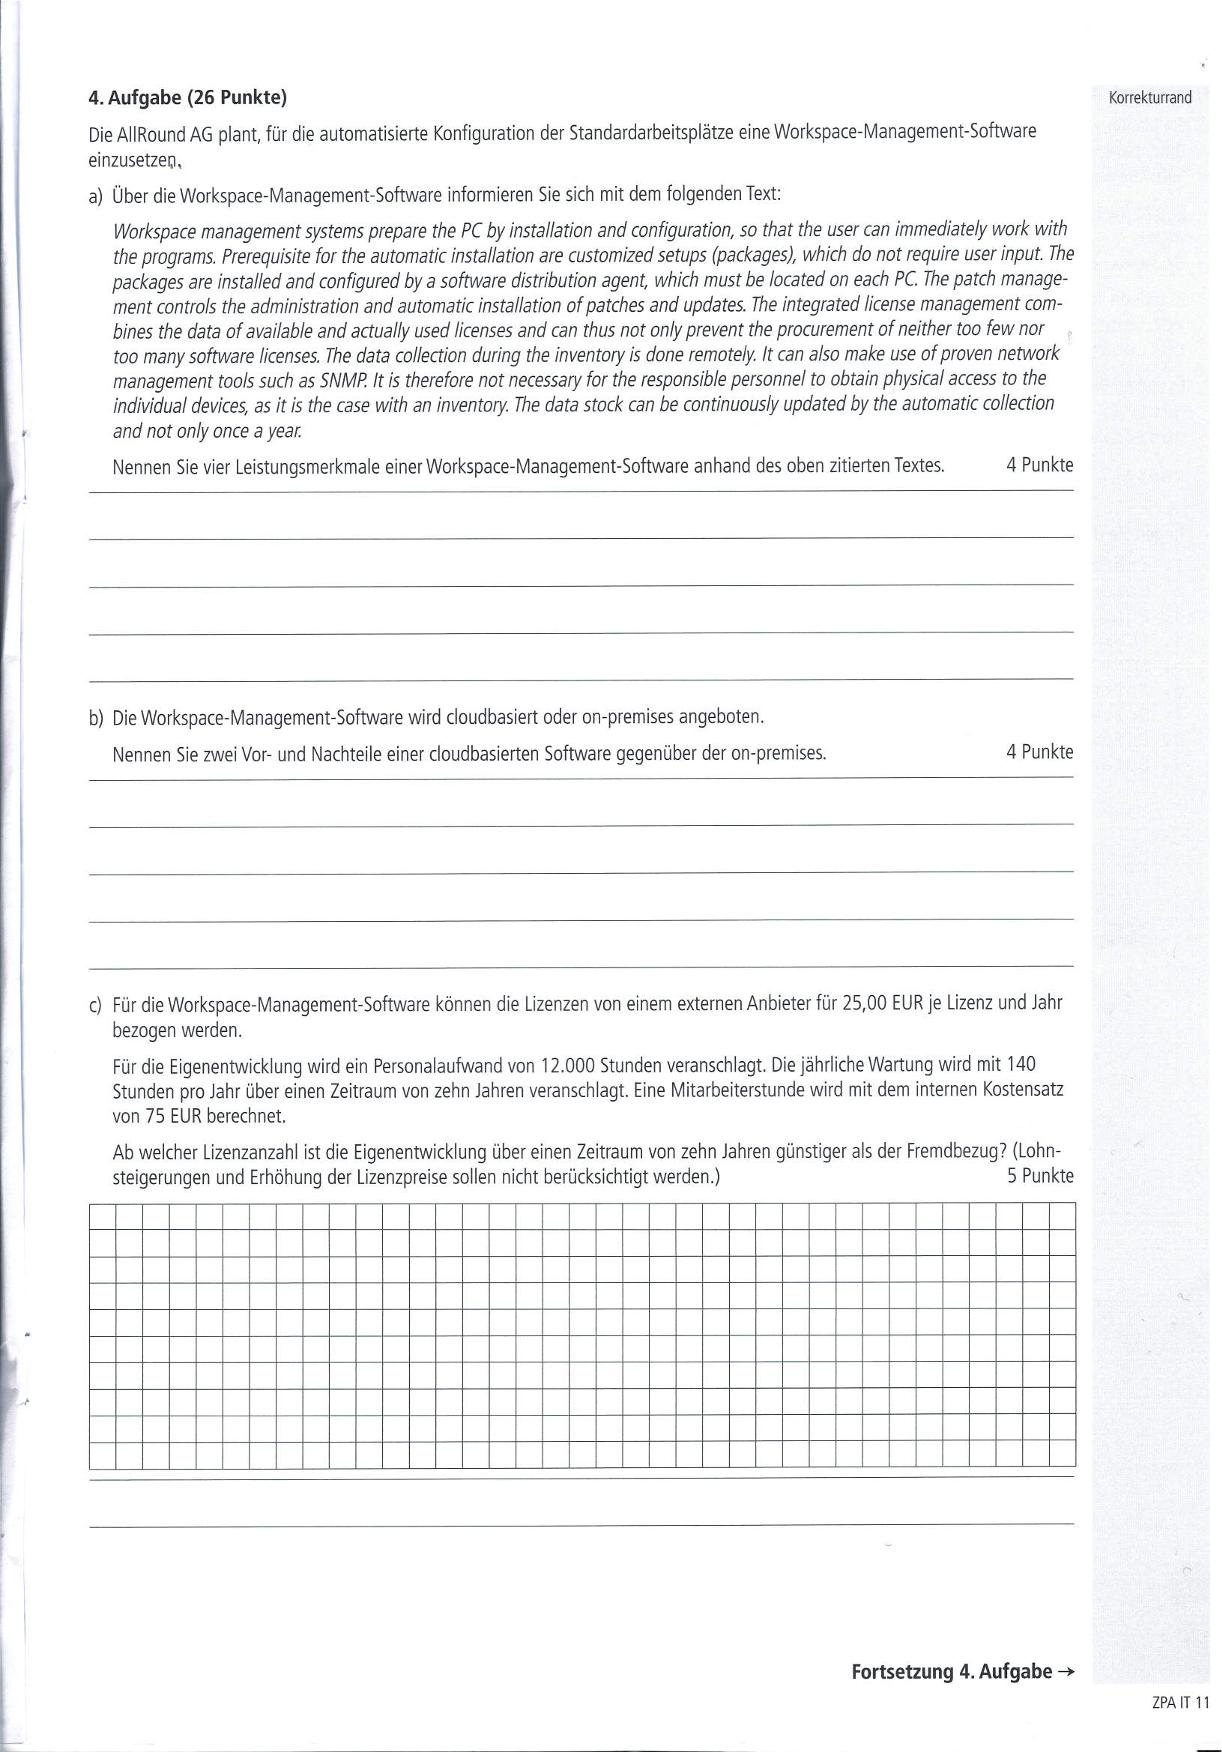 4. Aufgabe (26 Punkte)
Korrekturrand
Die AllRound AG plant, für die automatisierte Konfiguration der Standardarbeitsplätze eine Workspace-Management-Software
einzusetzen.
a) Über die Workspace-Management-Software informieren Sie sich mit dem folgenden Text:
Workspace management systems prepare the PC by installation and configuration, so that the user can immediately work with
the programs. Prerequisite for the automatic installation are customized setups (packages), which do not require user input. The
packages are installed and configured by a software distribution agent, which must be located on each PC. The patch manage-
ment controls the administration and automatic installation of patches and updates. The integrated license management com-
bines the data of available and actually used licenses and can thus not only prevent the procurement of neither too few nor
too many software licenses. The data collection during the inventory is done remotely. It can also make use of proven network
management tools such as SNMP. It is therefore not necessary for the responsible personnel to obtain physical access to the
individual devices, as it is the case with an inventory. The data stock can be continuously updated by the automatic collection
and not only once a year.
Nennen Sie vier Leistungsmerkmale einer Workspace-Management-Software anhand des oben zitierten Textes. 4 Punkte
b) Die Workspace-Management-Software wird cloudbasiert oder on-premises angeboten.
Nennen Sie zwei Vor- und Nachteile einer cloudbasierten Software gegenüber der on-premises. 4 Punkte
c) Für die Workspace-Management-Software können die Lizenzen von einem externen Anbieter für 25,00 EUR je Lizenz und Jahr
bezogen werden.
Für die Eigenentwicklung wird ein Personalaufwand von 12.000 Stunden veranschlagt. Die jährliche Wartung wird mit 140
Stunden pro Jahr über einen Zeitraum von zehn Jahren veranschlagt. Eine Mitarbeiterstunde wird mit dem internen Kostensatz
von 75 EUR berechnet.
Ab welcher Lizenzanzahl ist die Eigenentwicklung über einen Zeitraum von zehn Jahren günstiger als der Fremdbezug? (Lohn-
steigerungen und Erhöhung der Lizenzpreise sollen nicht berücksichtigt werden.) 5 Punkte
Fortsetzung 4. Aufgabe →
ZPA IT 11